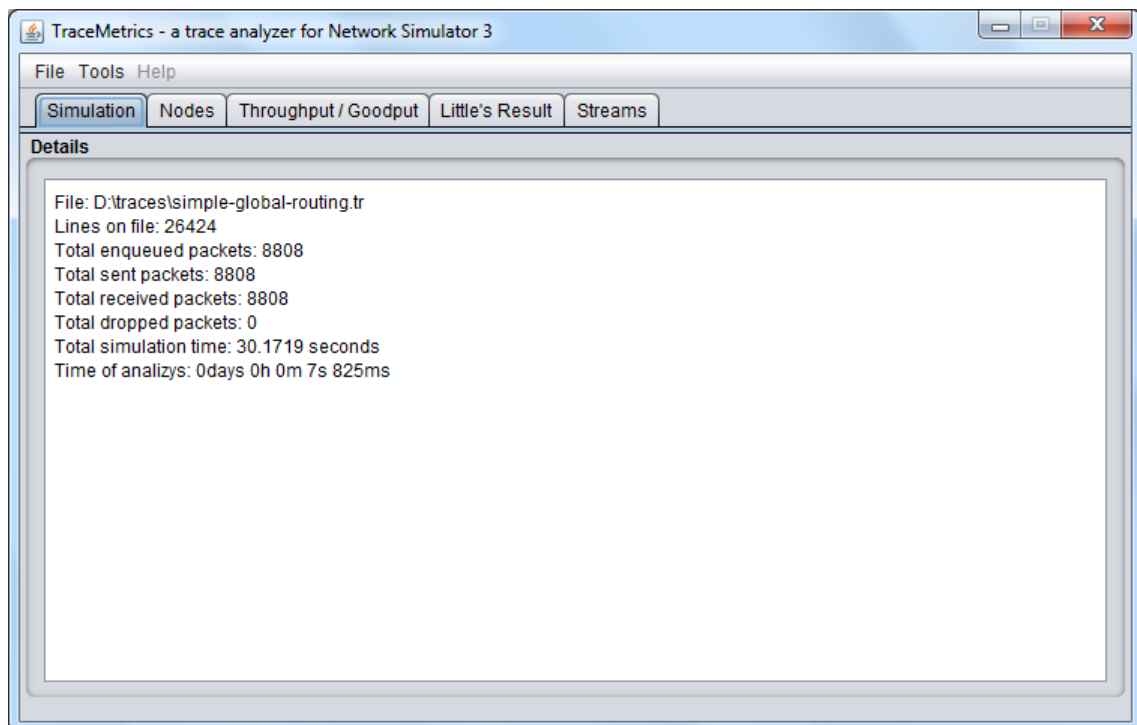 TraceMetrics - a trace analyzer for Network Simulator 3
File Tools Help
Simulation Nodes Throughput / Goodput Little's Result Streams
Details
File: D:\traces\simple-global-routing.tr
Lines on file: 26424
Total enqueued packets: 8808
Total sent packets: 8808
Total received packets: 8808
Total dropped packets: 0
Total simulation time: 30.1719 seconds
Time of analizys: 0days 0h 0m 7s 825ms